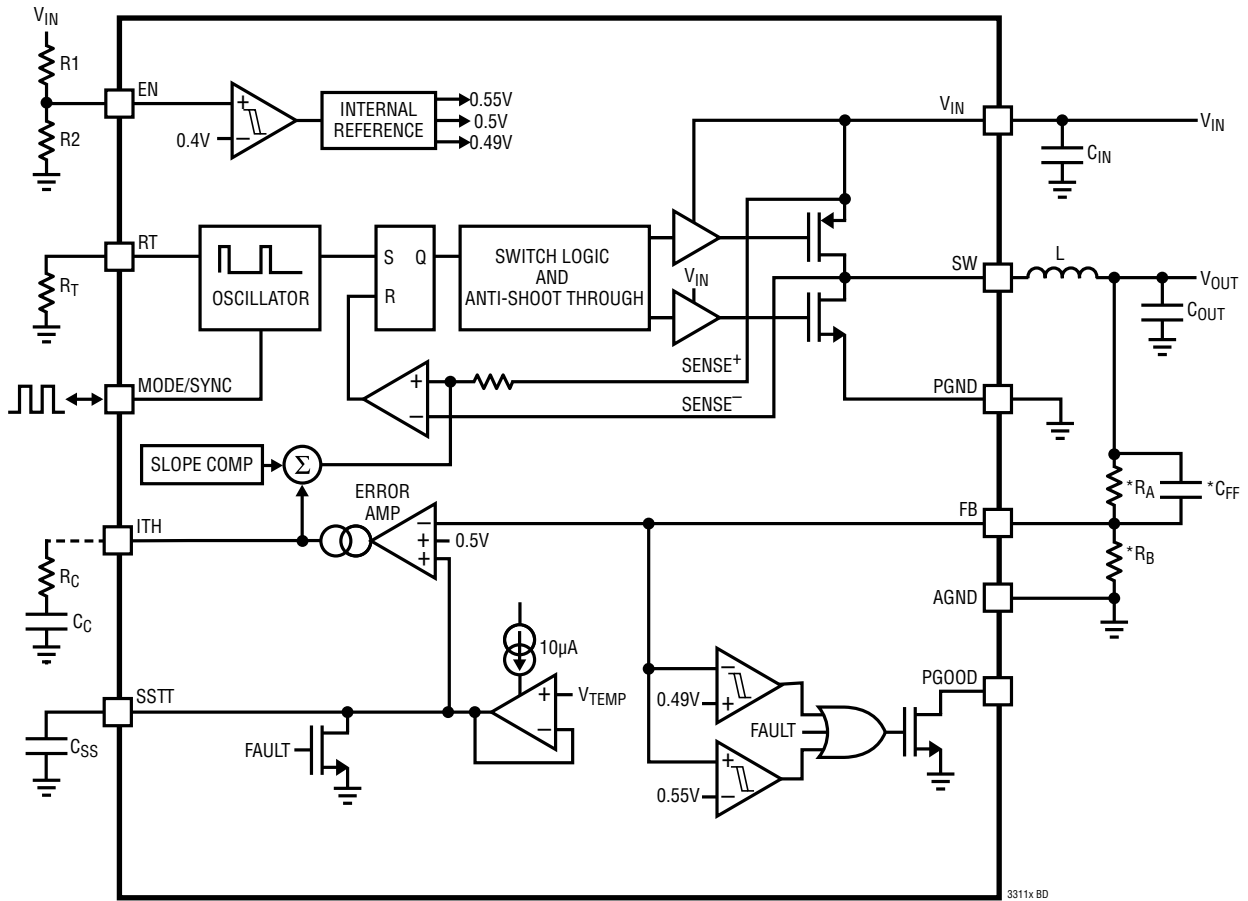 VIN
R1
EN
R2
+
−
0.4V
INTERNAL
REFERENCE
0.55V
0.5V
0.49V
VIN
VIN
CIN
RT
RT
OSCILLATOR
S Q
R
SWITCH LOGIC
AND
ANTI-SHOOT THROUGH
VIN
SW
L
VOUT
COUT
MODE/SYNC
+
−
SENSE+
SENSE−
PGND
SLOPE COMP
Σ
ITH
ERROR
AMP
−
+
+
0.5V
FB
*RA
*CFF
*RB
AGND
RC
CC
10µA
SSTT
CSS
FAULT
+
−
VTEMP
−
+
0.49V
FAULT
+
−
0.55V
PGOOD
3311x BD